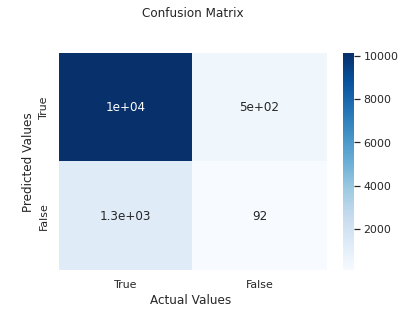 Confusion Matrix
Predicted Values
True
1e+04
5e+02
False
1.3e+03
92
True
False
Actual Values
10000
8000
6000
4000
2000